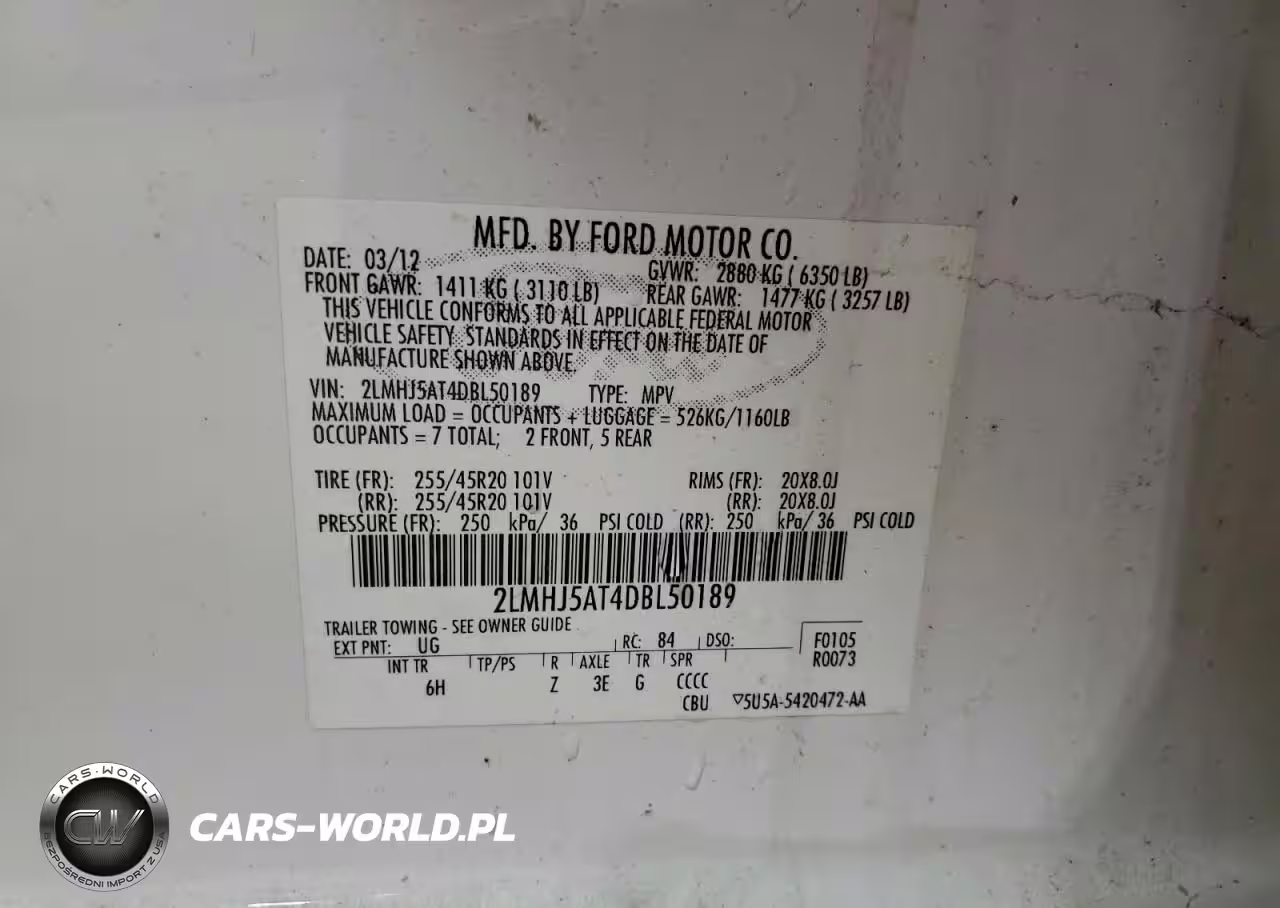 MFD. BY FORD MOTOR CO.
DATE: 03/12 GVWR: 2880 KG ( 6350 LB)
FRONT GAWR: 1411 KG ( 3110 LB) REAR GAWR: 1477 KG ( 3257 LB)
THIS VEHICLE CONFORMS TO ALL APPLICABLE FEDERAL MOTOR
VEHICLE SAFETY STANDARDS IN EFFECT ON THE DATE OF
MANUFACTURE SHOWN ABOVE.
VIN: 2LMHJ5AT4DBL50189 TYPE: MPV
MAXIMUM LOAD = OCCUPANTS + LUGGAGE = 526KG/1160LB
OCCUPANTS = 7 TOTAL; 2 FRONT, 5 REAR
TIRE (FR): 255/45R20 101V RIMS (FR): 20X8.0J
(RR): 255/45R20 101V (RR): 20X8.0J
PRESSURE (FR): 250 kPa/ 36 PSI COLD (RR): 250 kPa/ 36 PSI COLD
2LMHJ5AT4DBL50189
TRAILER TOWING - SEE OWNER GUIDE
EXT PNT: UG RC: 84 DSO: F0105
R0073
INT TR TP/PS R AXLE TR SPR
6H Z 3E G CCCC
CBU ▽5U5A-5420472-AA
CARS-WORLD
CW
BEZPOŚREDNI IMPORT Z USA
CARS-WORLD.PL